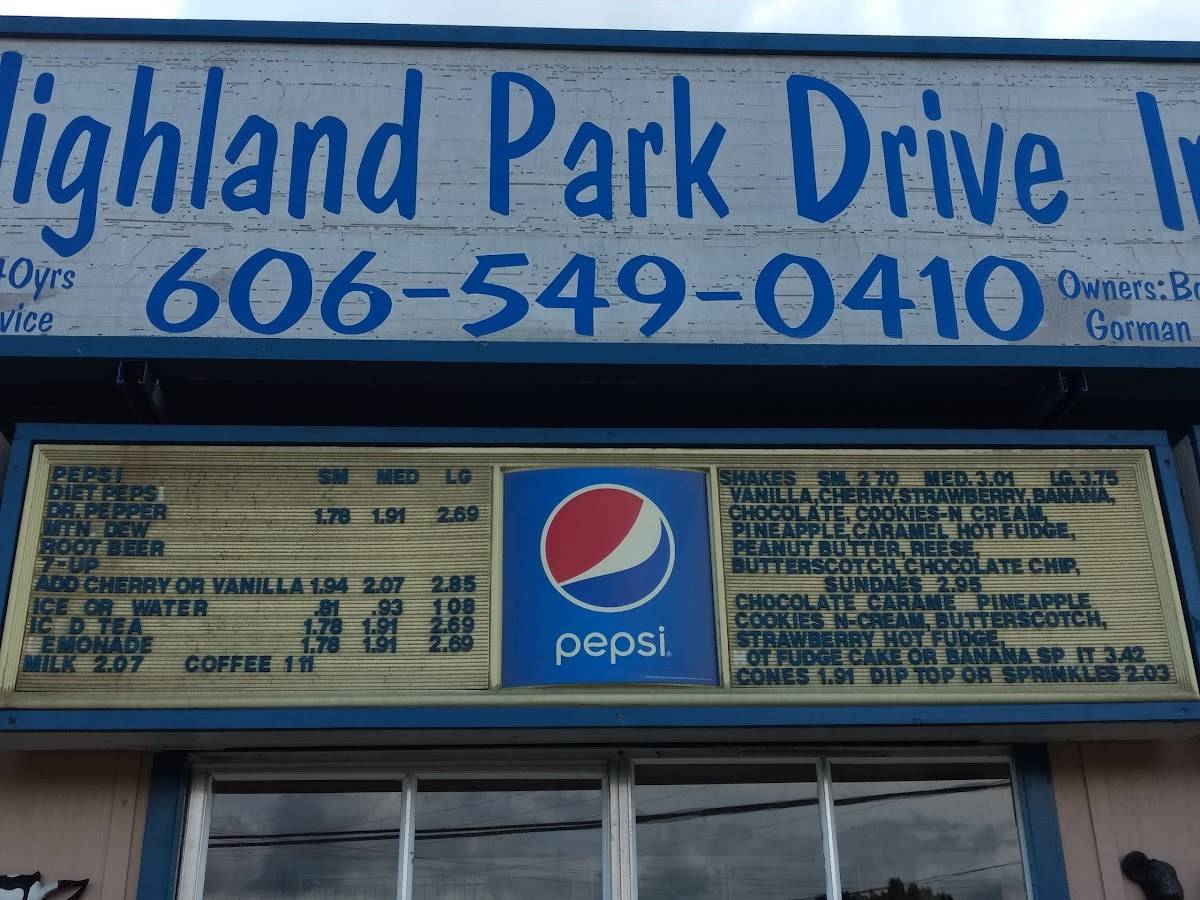 Highland Park Drive In
40yrs
vice
606-549-0410
Owners: Bo
Gorman
PEPSI SM MED LG
DIET PEPSI
DR. PEPPER 1.78 1.91 2.69
MTN. DEW
ROOT BEER
7-UP
ADD CHERRY OR VANILLA 1.94 2.07 2.85
ICE OR WATER .81 .93 1 08
IC D TEA 1.78 1.91 2.69
EMONADE 1.78 1.91 2.69
MILK 2.07 COFFEE 1 11
pepsi
SHAKES SM. 2 70 MED. 3.01 LG. 3.75
VANILLA, CHERRY, STRAWBERRY, BANANA,
CHOCOLATE, COOKIES-N CREAM,
PINEAPPLE, CARAMEL HOT FUDGE,
PEANUT BUTTER, REESE,
BUTTERSCOTCH, CHOCOLATE CHIP,
SUNDAES 2.95
CHOCOLATE CARAME PINEAPPLE,
COOKIES N-CREAM, BUTTERSCOTCH,
STRAWBERRY HOT FUDGE,
OT FUDGE CAKE OR BANANA SP IT 3.42
CONES 1.91 DIP TOP OR SPRINKLES 2.03